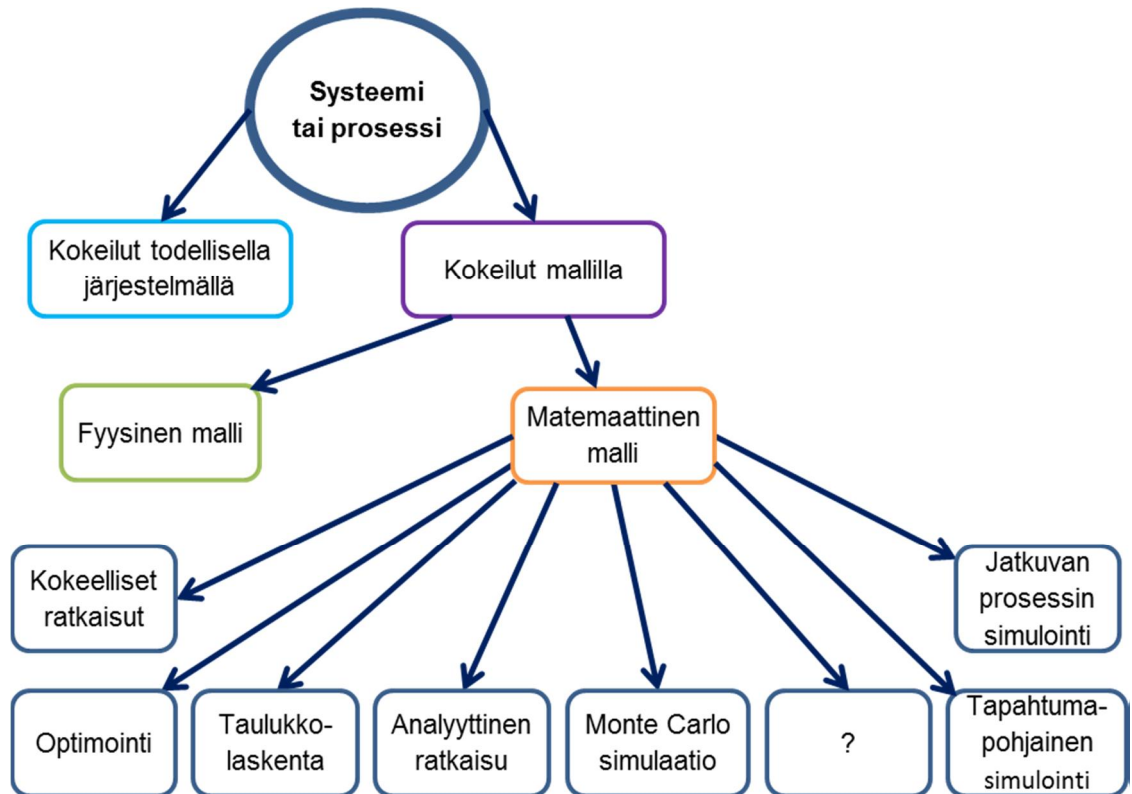 Systeemi
tai prosessi
Kokeilut todellisella
järjestelmällä
Kokeilut mallilla
Fyysinen malli
Matemaattinen
malli
Kokeelliset
ratkaisut
Jatkuvan
prosessin
simulointi
Optimointi
Taulukko-
laskenta
Analyyttinen
ratkaisu
Monte Carlo
simulaatio
?
Tapahtuma-
pohjainen
simulointi